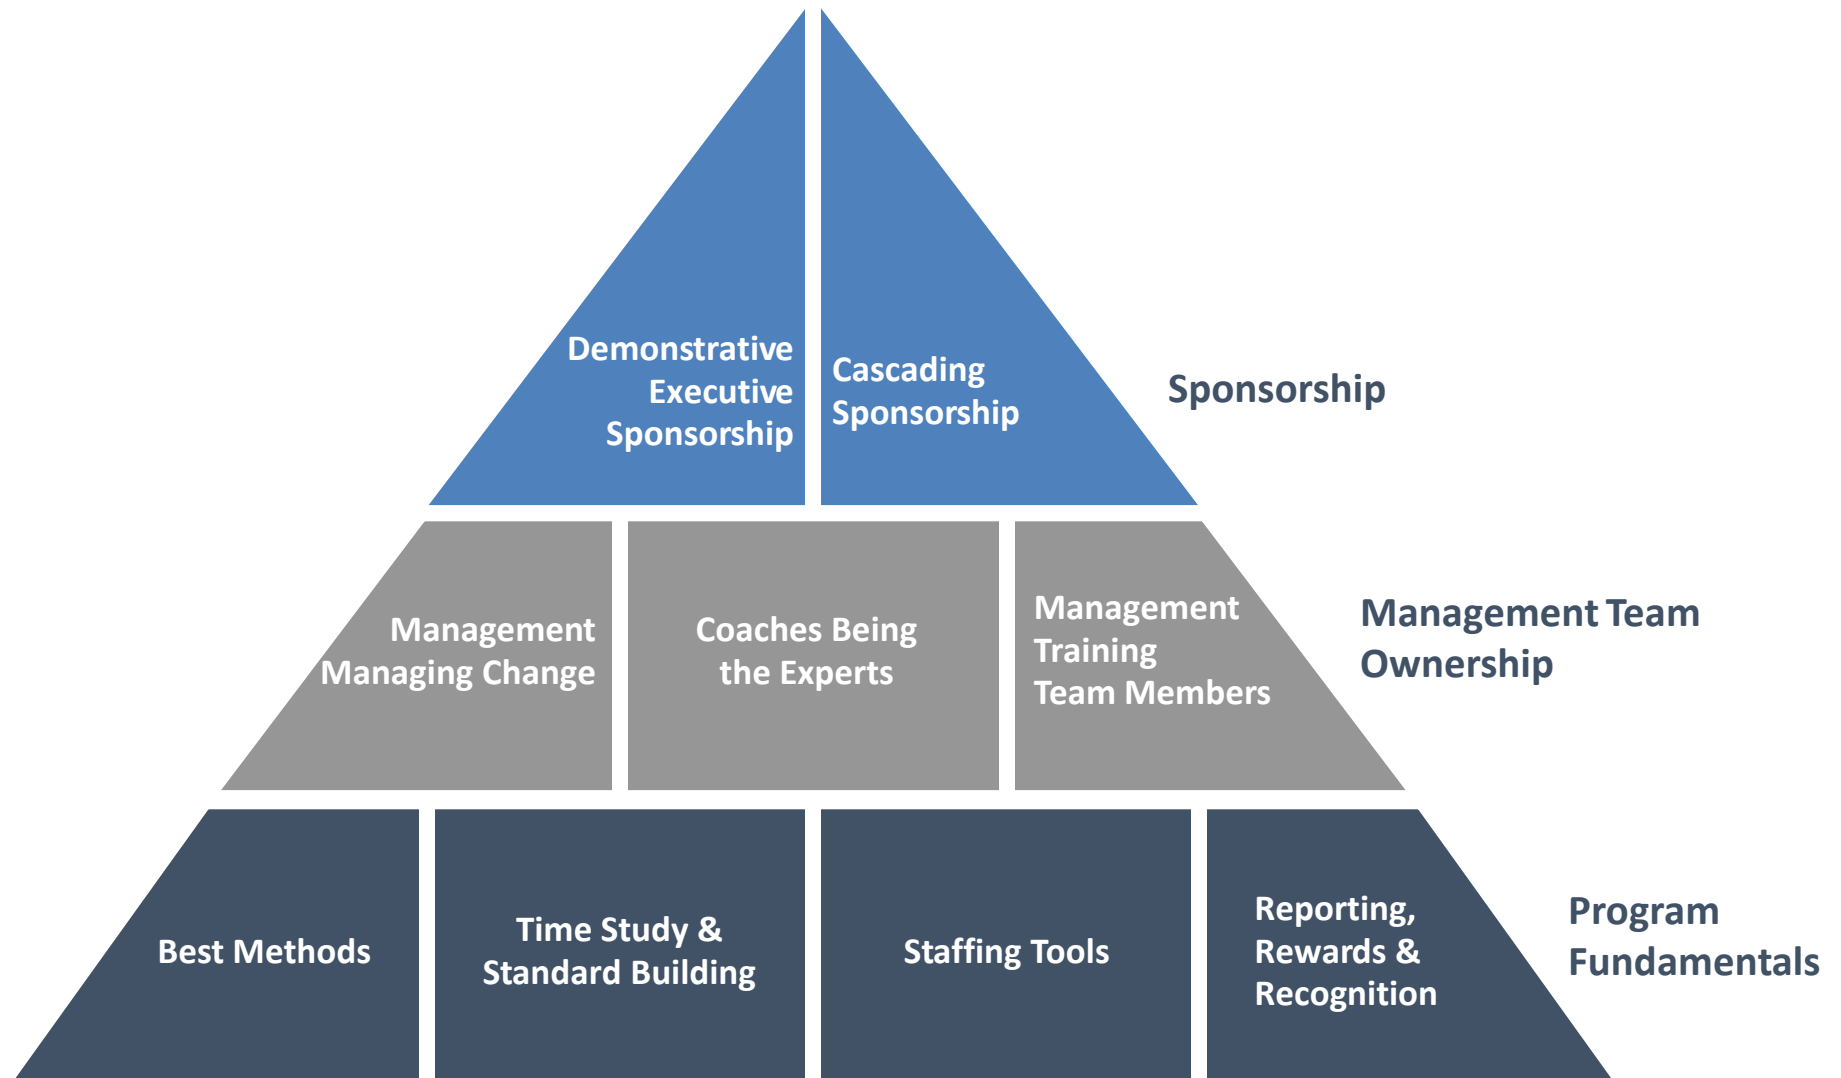 Demonstrative
Executive
Sponsorship
Cascading
Sponsorship
Sponsorship
Management
Managing Change
Coaches Being
the Experts
Management
Training
Team Members
Management Team
Ownership
Best Methods
Time Study &
Standard Building
Staffing Tools
Reporting,
Rewards &
Recognition
Program
Fundamentals